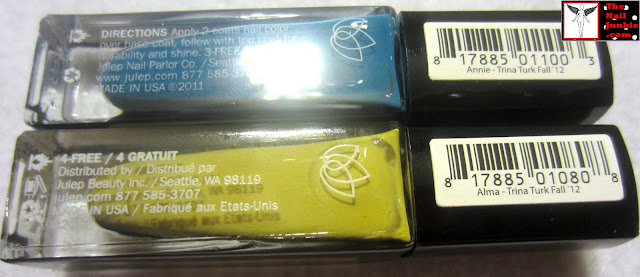 DIRECTIONS Apply 2 coats nail color
over base coat, follow with top coat for
durability and shine. 3-FREE
Julep Nail Parlor Co. / Seattle,
www.julep.com 877 585-3707
MADE IN USA ©2011
8 17885 01100 3
Annie - Trina Turk Fall '12
4-FREE / 4 GRATUIT
Distributed by / Distribué par
Julep Beauty Inc. / Seattle, WA 98119
julep.com 877 585-3707
MADE IN USA / Fabriqué aux Etats-Unis
8 17885 01080 8
Alma - Trina Turk Fall '12
The
Nail
Junkie
.com